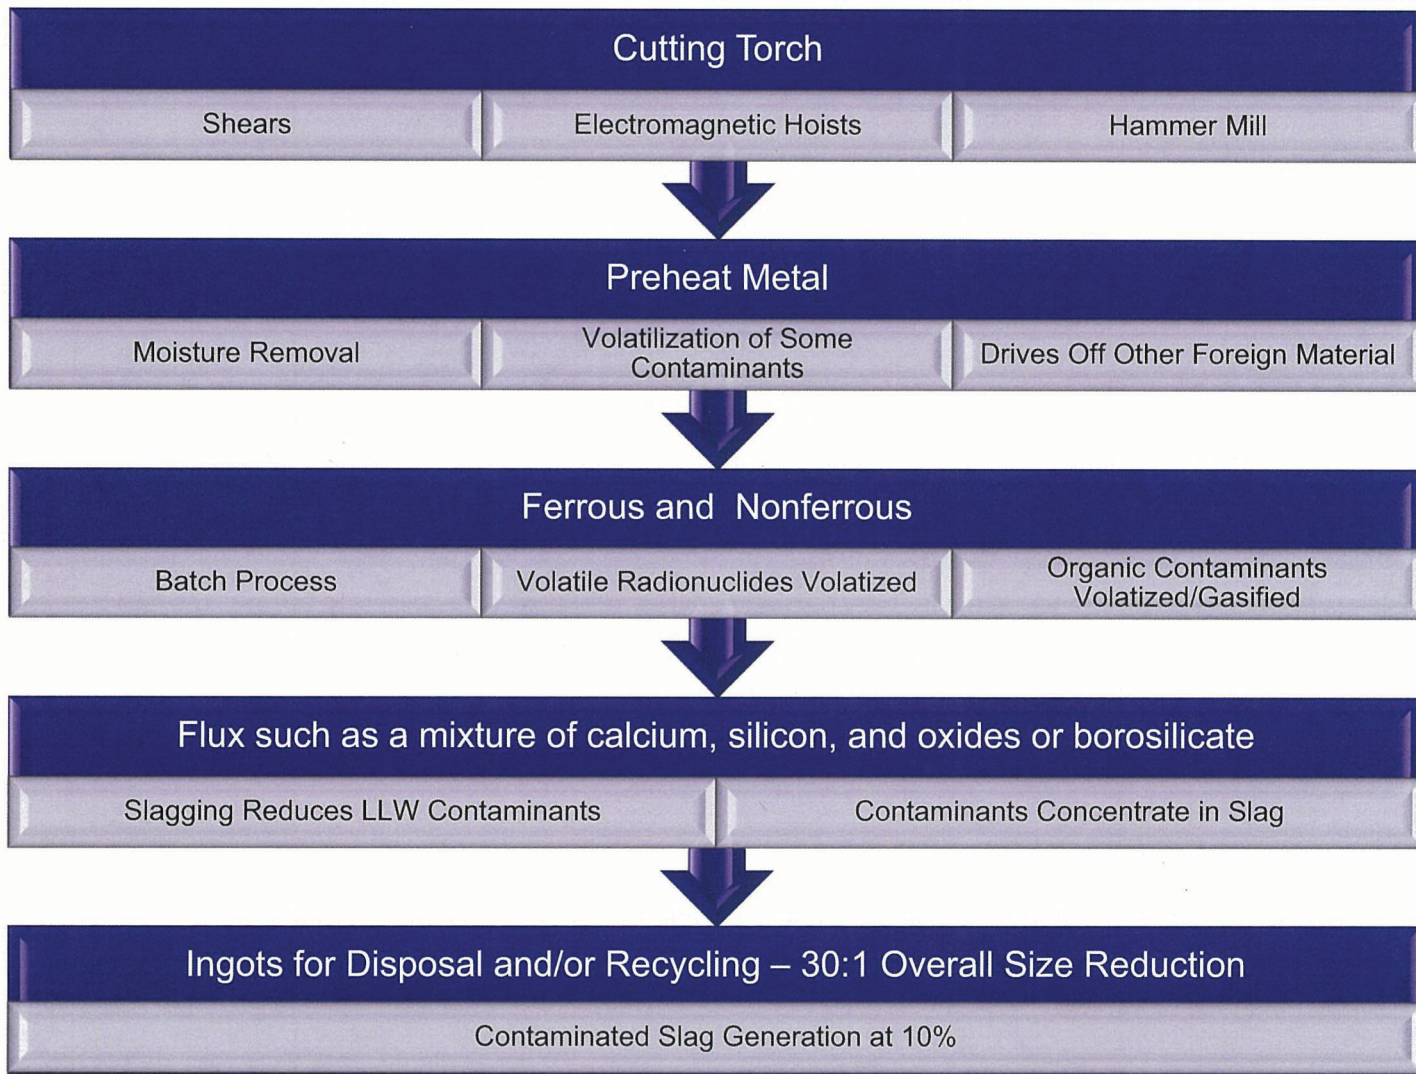 Cutting Torch
Shears
Electromagnetic Hoists
Hammer Mill
Preheat Metal
Moisture Removal
Volatilization of Some
Contaminants
Drives Off Other Foreign Material
Ferrous and  Nonferrous
Batch Process
Volatile Radionuclides Volatized
Organic Contaminants
Volatized/Gasified
Flux such as a mixture of calcium, silicon, and oxides or borosilicate
Slagging Reduces LLW Contaminants
Contaminants Concentrate in Slag
Ingots for Disposal and/or Recycling – 30:1 Overall Size Reduction
Contaminated Slag Generation at 10%